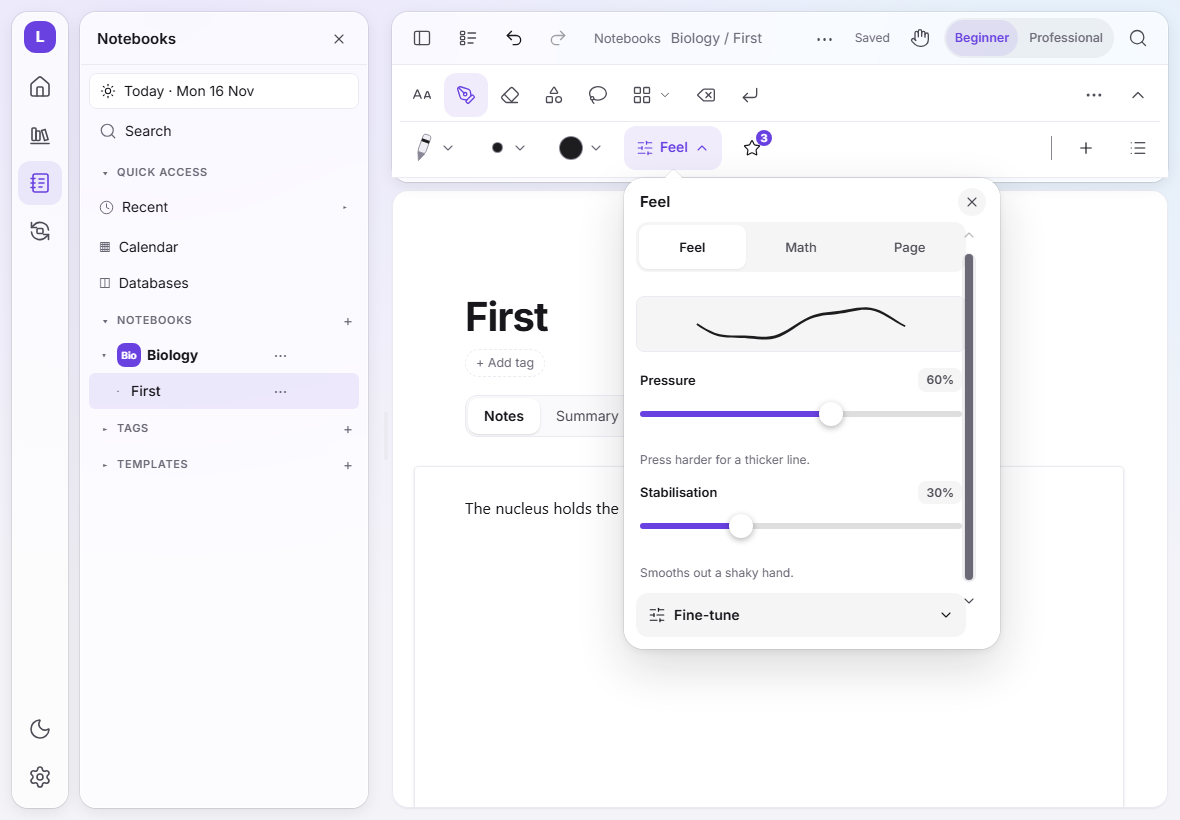 L
Notebooks
Today · Mon 16 Nov
Search
QUICK ACCESS
Recent
Calendar
Databases
NOTEBOOKS
Bio Biology
First
TAGS
TEMPLATES
Notebooks Biology / First
Saved
Beginner Professional
AA
Feel
3
First
+ Add tag
Notes Summary
The nucleus holds the
Feel
Feel Math Page
Pressure 60%
Press harder for a thicker line.
Stabilisation 30%
Smooths out a shaky hand.
Fine-tune